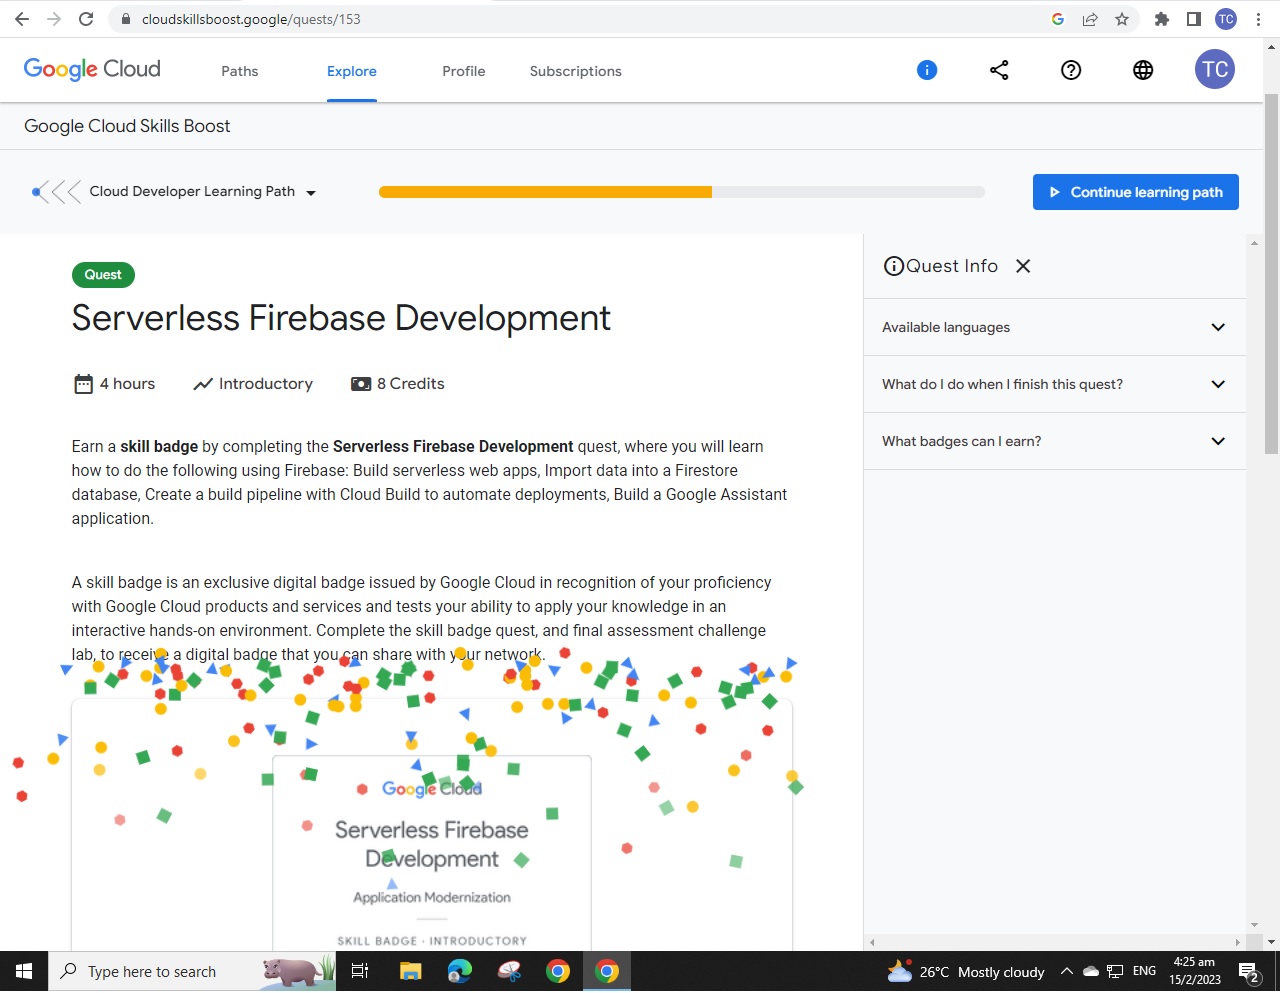 cloudskillsboost.google/quests/153
TC
Google Cloud
Paths
Explore
Profile
Subscriptions
TC
Google Cloud Skills Boost
Cloud Developer Learning Path
Continue learning path
Quest
Serverless Firebase Development
4 hours
Introductory
8 Credits
Earn a skill badge by completing the Serverless Firebase Development quest, where you will learn
how to do the following using Firebase: Build serverless web apps, Import data into a Firestore
database, Create a build pipeline with Cloud Build to automate deployments, Build a Google Assistant
application.
A skill badge is an exclusive digital badge issued by Google Cloud in recognition of your proficiency
with Google Cloud products and services and tests your ability to apply your knowledge in an
interactive hands-on environment. Complete the skill badge quest, and final assessment challenge
lab, to receive a digital badge that you can share with your network.
Google Cloud
Serverless Firebase
Development
Application Modernization
SKILL BADGE · INTRODUCTORY
Quest Info
Available languages
What do I do when I finish this quest?
What badges can I earn?
Type here to search
26°C Mostly cloudy
ENG
4:25 am
15/2/2023
2